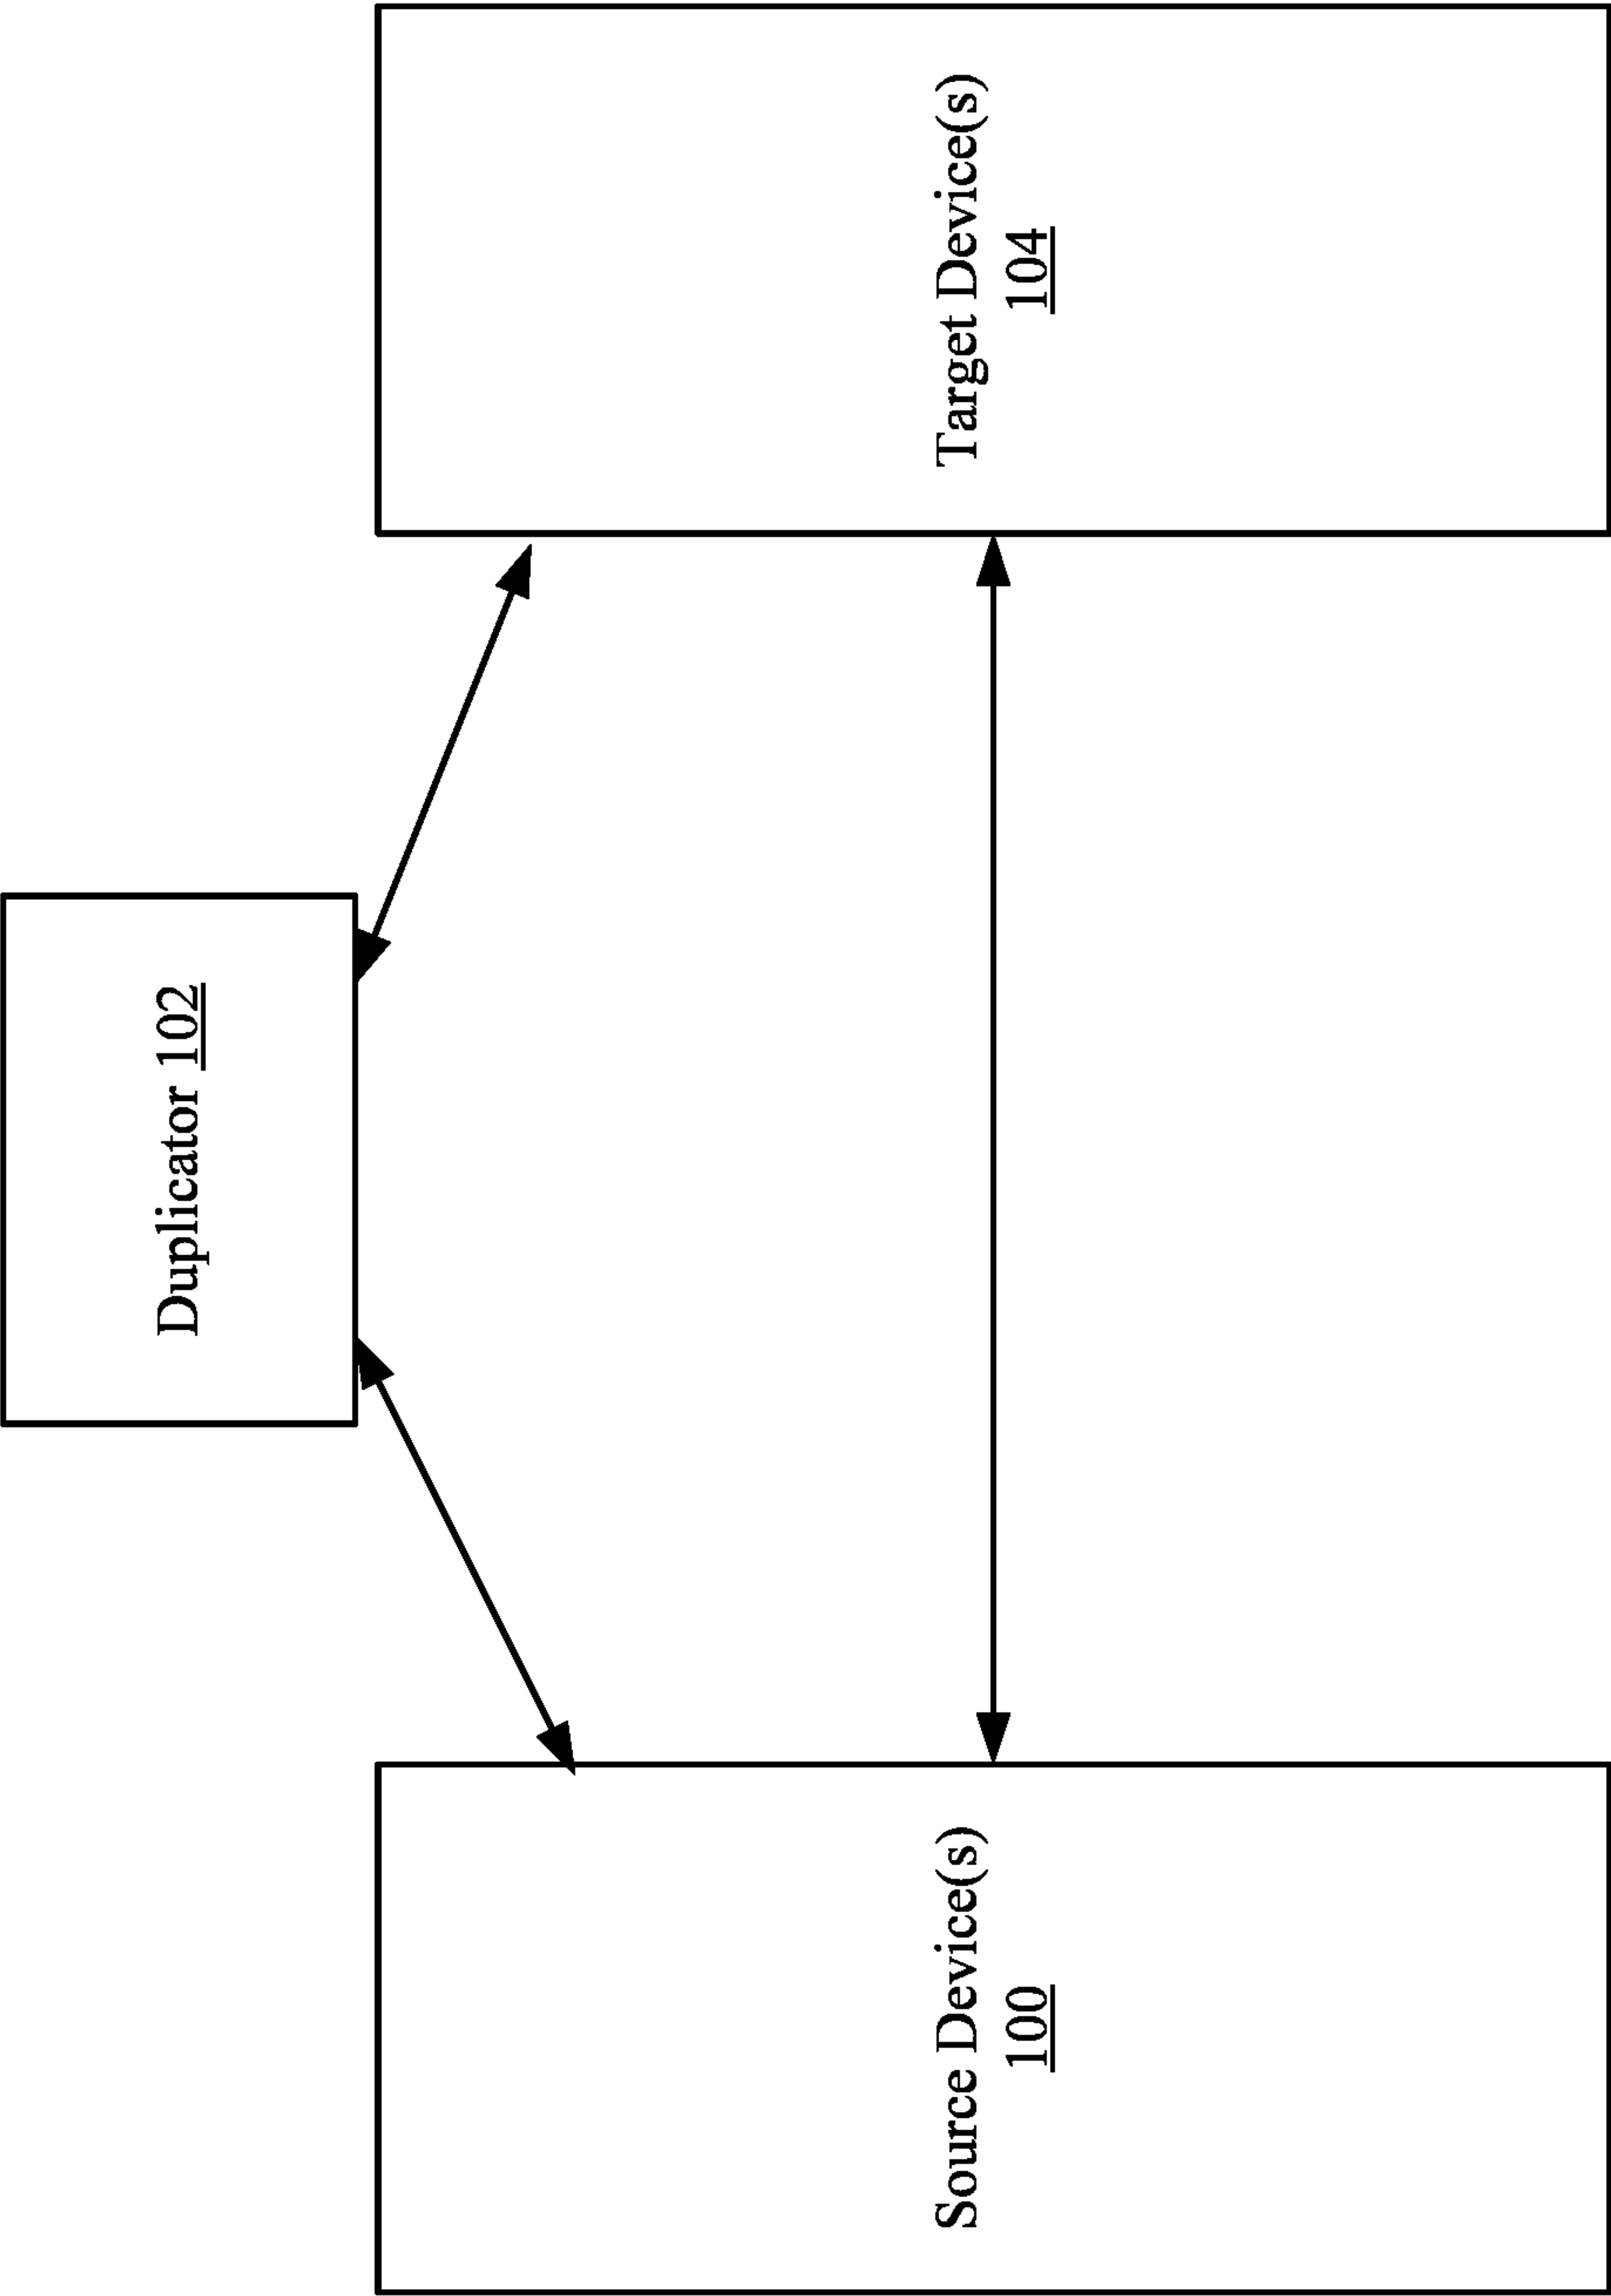 Duplicator 102
Source Device(s)
100
Target Device(s)
104